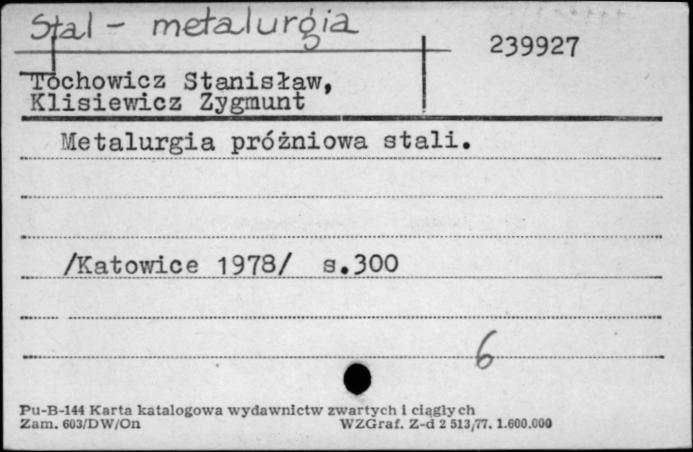 Stal - metalurgia
239927
Tochowicz Stanisław,
Klisiewicz Zygmunt
Metalurgia próżniowa stali.
/Katowice 1978/ s.300
6
Pu-B-144 Karta katalogowa wydawnictw zwartych i ciągłych
Zam. 603/DW/On WZGraf. Z-d 2 513/77. 1.600.000